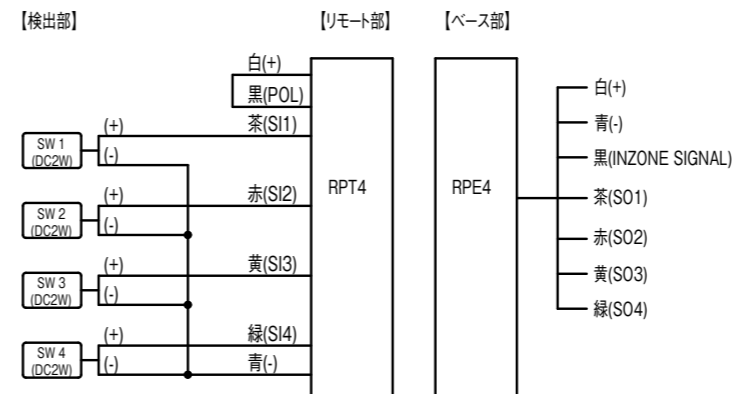 【検出部】
【リモート部】
【ベース部】
白(+)
黒(POL)
茶(SI1)
SW 1
(DC2W)
(+)
(-)
赤(SI2)
SW 2
(DC2W)
(+)
(-)
黄(SI3)
SW 3
(DC2W)
(+)
(-)
緑(SI4)
青(-)
SW 4
(DC2W)
(+)
(-)
RPT4
RPE4
白(+)
青(-)
黒(INZONE SIGNAL)
茶(SO1)
赤(SO2)
黄(SO3)
緑(SO4)